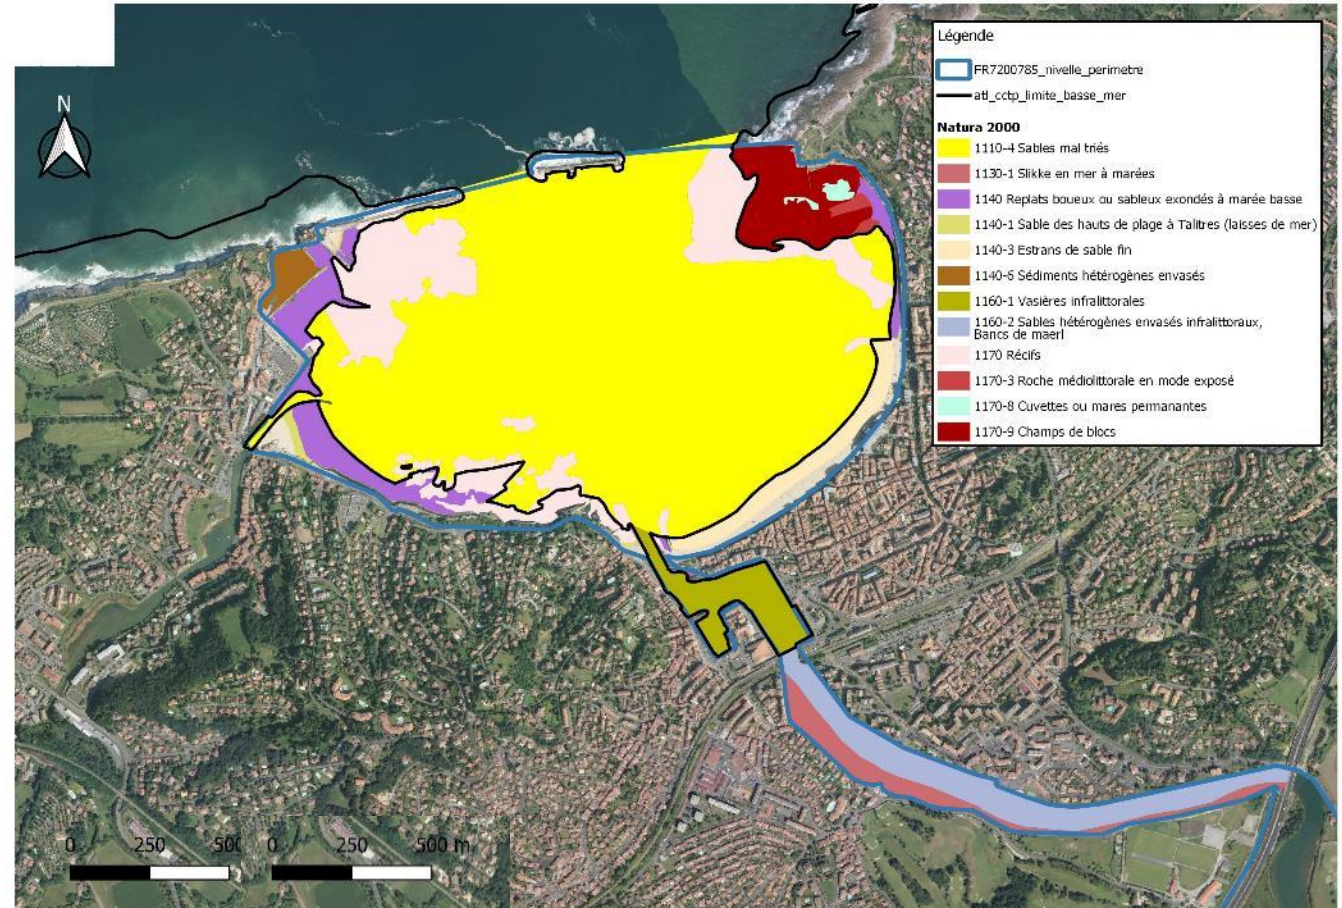 Légende
FR7200785_nivelle_perimetre
atl_cctp_limite_basse_mer
Natura 2000
1110-4 Sables mal triés
1130-1 Slikke en mer à marées
1140 Replats boueux ou sableux exondés à marée basse
1140-1 Sable des hauts de plage à Talitres (laisses de mer)
1140-3 Estrans de sable fin
1140-6 Sédiments hétérogènes envasés
1160-1 Vasières infralittorales
1160-2 Sables hétérogènes envasés infralittoraux,
Bancs de maerl
1170 Récifs
1170-3 Roche médiolittorale en mode exposé
1170-8 Cuvettes ou mares permanantes
1170-9 Champs de blocs
N
0 250 500 0 250 500 m